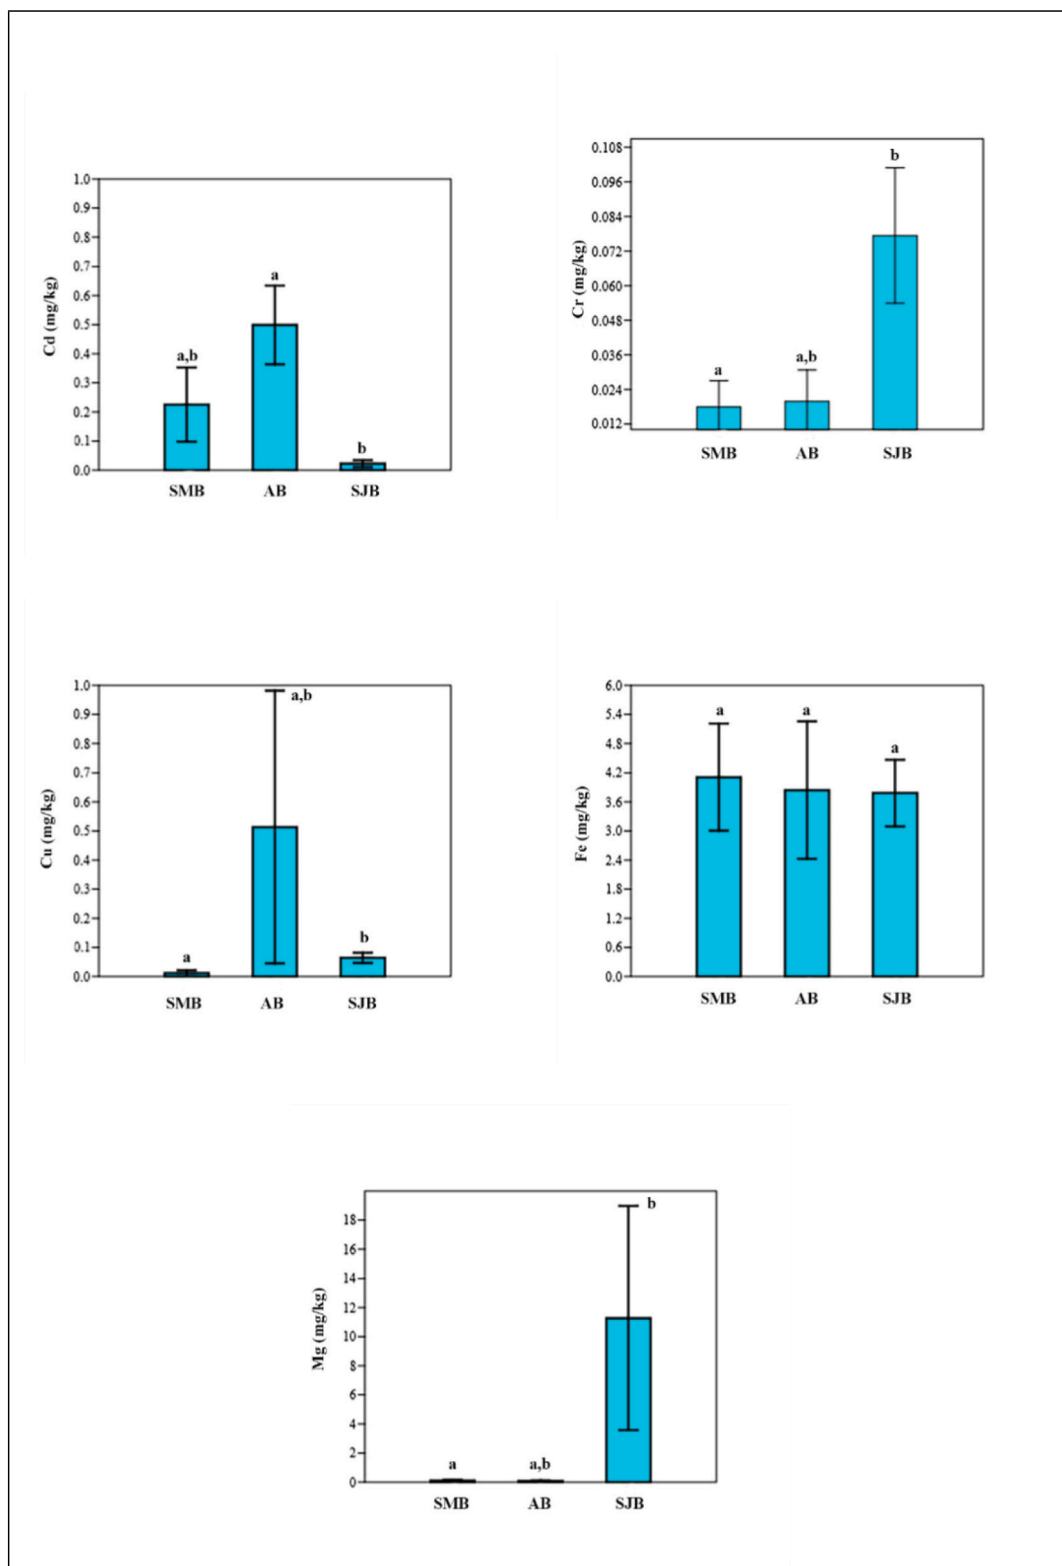 Cd (mg/kg)
1.0
0.9
0.8
0.7
0.6
0.5
0.4
0.3
0.2
0.1
0.0
a,b
a
b
SMB AB SJB
Cr (mg/kg)
0.108
0.096
0.084
0.072
0.060
0.048
0.036
0.024
0.012
a
a,b
b
SMB AB SJB
Cu (mg/kg)
1.0
0.9
0.8
0.7
0.6
0.5
0.4
0.3
0.2
0.1
0.0
a
a,b
b
SMB AB SJB
Fe (mg/kg)
6.0
5.4
4.8
4.2
3.6
3.0
2.4
1.8
1.2
0.6
0.0
a
a
a
SMB AB SJB
Mg (mg/kg)
18
16
14
12
10
8
6
4
2
0
a
a,b
b
SMB AB SJB